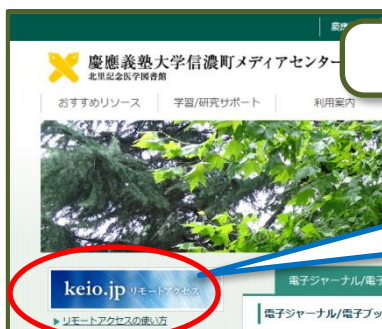 慶應義塾大学信濃町メディアセンター
北里記念医学図書館
おすすめリソース 学習/研究サポート 利用案内
keio.jp リモートアクセス
電子ジャーナル/電子
リモートアクセスの使い方
電子ジャーナル/電子ブッ